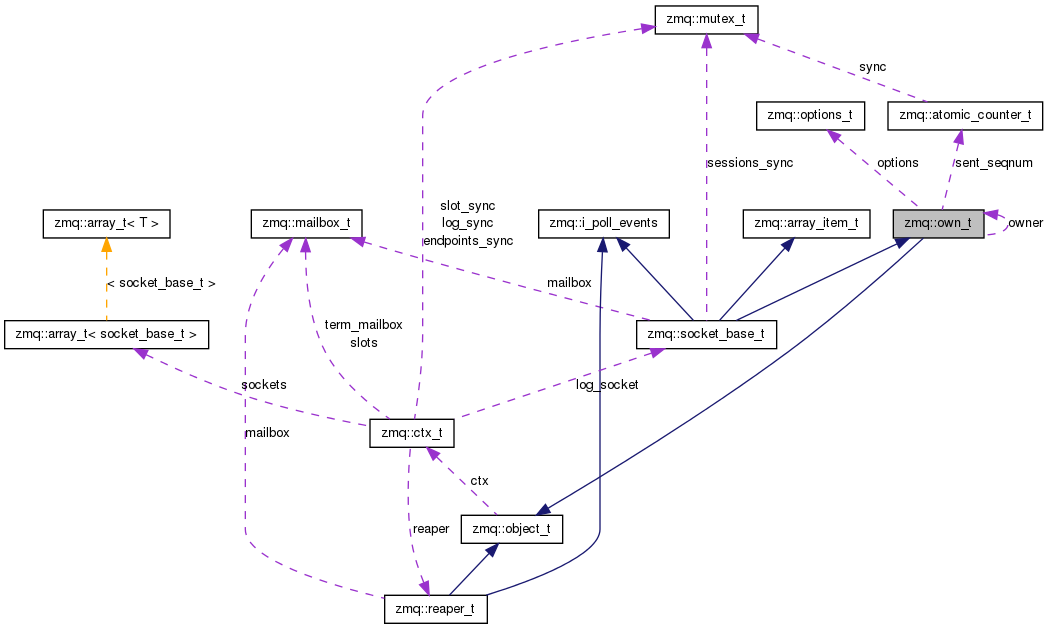 zmq::mutex_t
sync
zmq::options_t
zmq::atomic_counter_t
sessions_sync
options
sent_seqnum
slot_sync
log_sync
endpoints_sync
zmq::array_t< T >
zmq::mailbox_t
zmq::i_poll_events
zmq::array_item_t
zmq::own_t
owner
< socket_base_t >
mailbox
term_mailbox
slots
zmq::array_t< socket_base_t >
zmq::socket_base_t
sockets
log_socket
mailbox
zmq::ctx_t
ctx
reaper
zmq::object_t
zmq::reaper_t